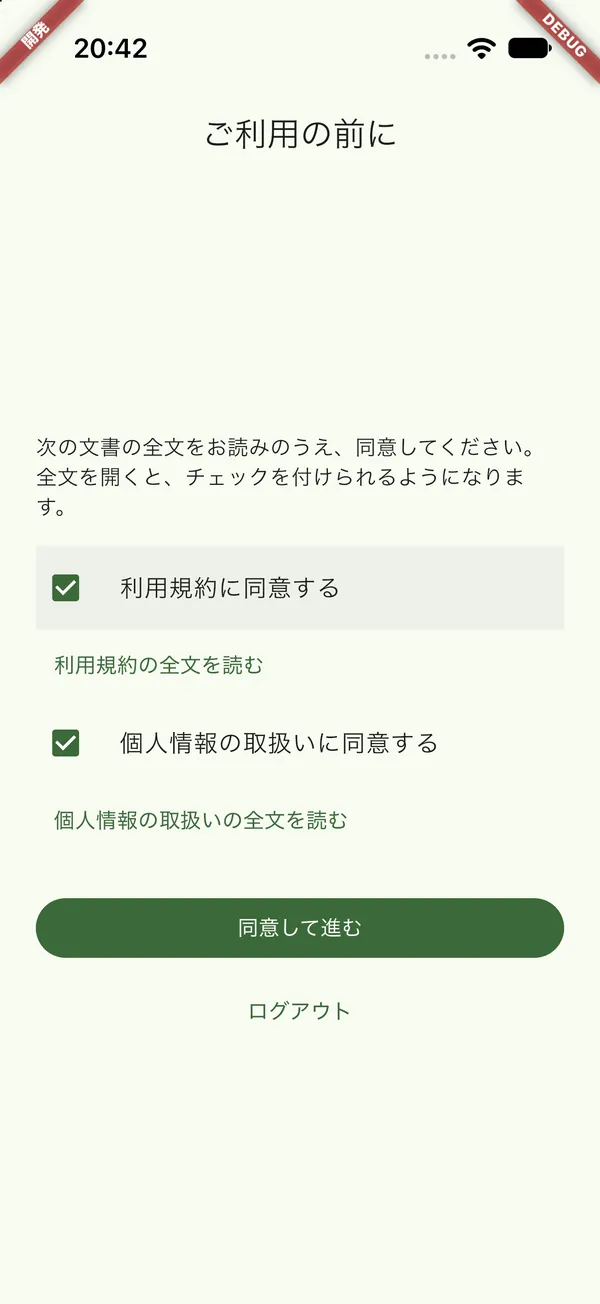 開発
20:42
DEBUG
ご利用の前に
次の文書の全文をお読みのうえ、同意してください。
全文を開くと、チェックを付けられるようになりま
す。
利用規約に同意する
利用規約の全文を読む
個人情報の取扱いに同意する
個人情報の取扱いの全文を読む
同意して進む
ログアウト